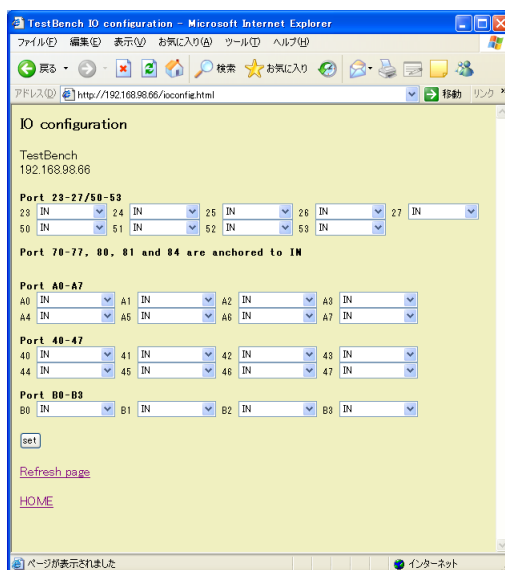 TestBench IO configuration - Microsoft Internet Explorer
ファイル(F) 編集(E) 表示(V) お気に入り(A) ツール(T) ヘルプ(H)
戻る 検索 お気に入り
アドレス(D) http://192.168.98.66/ioconfig.html 移動 リンク »
IO configuration
TestBench
192.168.98.66
Port 23-27/50-53
23 IN 24 IN 25 IN 26 IN 27 IN
50 IN 51 IN 52 IN 53 IN
Port 70-77, 80, 81 and 84 are anchored to IN
Port A0-A7
A0 IN A1 IN A2 IN A3 IN
A4 IN A5 IN A6 IN A7 IN
Port 40-47
40 IN 41 IN 42 IN 43 IN
44 IN 45 IN 46 IN 47 IN
Port B0-B3
B0 IN B1 IN B2 IN B3 IN
set
Refresh page
HOME
ページが表示されました インターネット